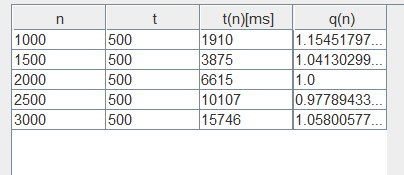 n t t(n)[ms] q(n)
1000 500 1910 1.15451797...
1500 500 3875 1.04130299...
2000 500 6615 1.0
2500 500 10107 0.97789433...
3000 500 15746 1.05800577...